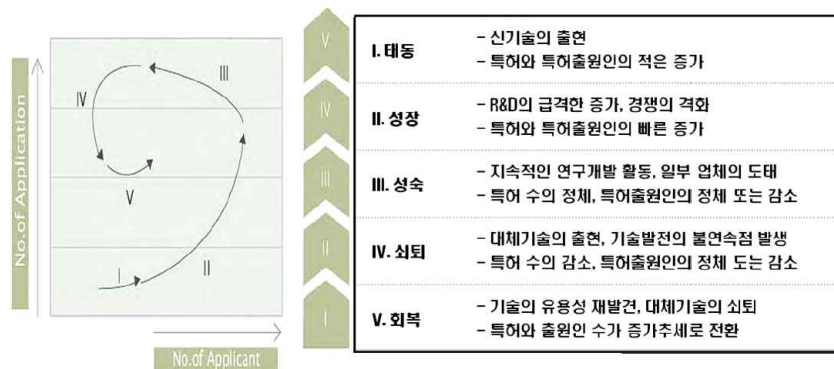 No.of Application
I
II
III
IV
V
No.of Applicant
V
IV
III
II
I
I. 태동
- 신기술의 출현
- 특허와 특허출원인의 적은 증가
II. 성장
- R&D의 급격한 증가, 경쟁의 격화
- 특허와 특허출원인의 빠른 증가
III. 성숙
- 지속적인 연구개발 활동, 일부 업체의 도태
- 특허 수의 정체, 특허출원인의 정체 또는 감소
IV. 쇠퇴
- 대체기술의 출현, 기술발전의 불연속점 발생
- 특허 수의 감소, 특허출원인의 정체 도는 감소
V. 회복
- 기술의 유용성 재발견, 대체기술의 쇠퇴
- 특허와 출원인 수가 증가추세로 전환